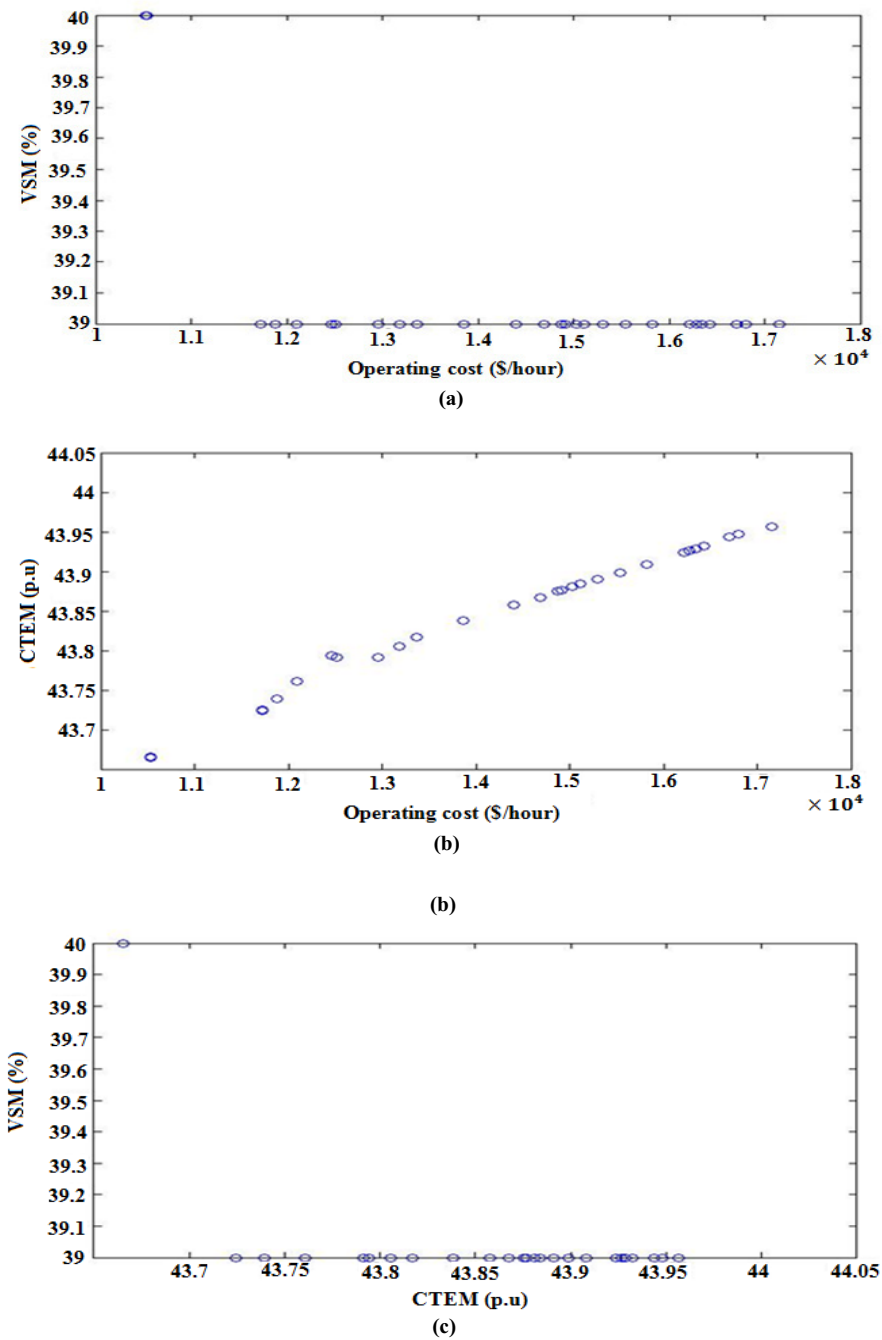 40
39.9
39.8
39.7
39.6
39.5
39.4
39.3
39.2
39.1
39
VSM (%)
1 1.1 1.2 1.3 1.4 1.5 1.6 1.7 1.8
Operating cost ($/hour)
× 10⁴
(a)
44.05
44
43.95
43.9
43.85
43.8
43.75
43.7
CTEM (p.u)
1 1.1 1.2 1.3 1.4 1.5 1.6 1.7 1.8
Operating cost ($/hour)
× 10⁴
(b)
(b)
40
39.9
39.8
39.7
39.6
39.5
39.4
39.3
39.2
39.1
39
VSM (%)
43.7 43.75 43.8 43.85 43.9 43.95 44 44.05
CTEM (p.u)
(c)